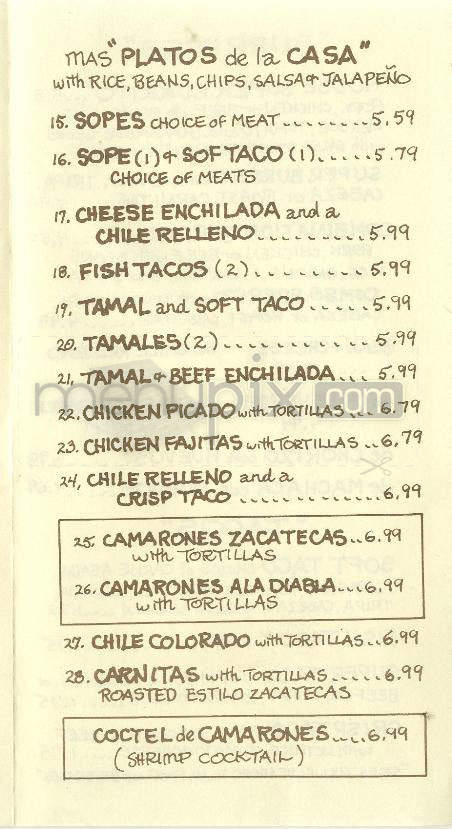 MAS "PLATOS de la CASA"
with RICE, BEANS, CHIPS, SALSA & JALAPEÑO
15. SOPES CHOICE OF MEAT........5.59
16. SOPE (1) & SOF TACO (1)......5.79
CHOICE OF MEATS
17. CHEESE ENCHILADA and a
CHILE RELLENO.........5.99
18. FISH TACOS (2).........5.99
19. TAMAL and SOFT TACO.....5.99
20. TAMALES (2)............5.99
21, TAMAL & BEEF ENCHILADA... 5.99
menupix.com
22. CHICKEN PICADO with TORTILLAS ..6.79
23. CHICKEN FAJITAS with TORTILLAS ..6,79
24, CHILE RELLENO and a
CRISP TACO .............6,99
25. CAMARONES ZACATECAS..6.99
with TORTILLAS
26. CAMARONES A LA DIABLA...6,99
with TORTILLAS
27. CHILE COLORADO with TORTILLAS..6.99
28. CARNITAS with TORTILLAS......6.99
ROASTED ESTILO ZACATECAS
COCTEL de CAMARONES....6,99
(SHRIMP COCKTAIL)